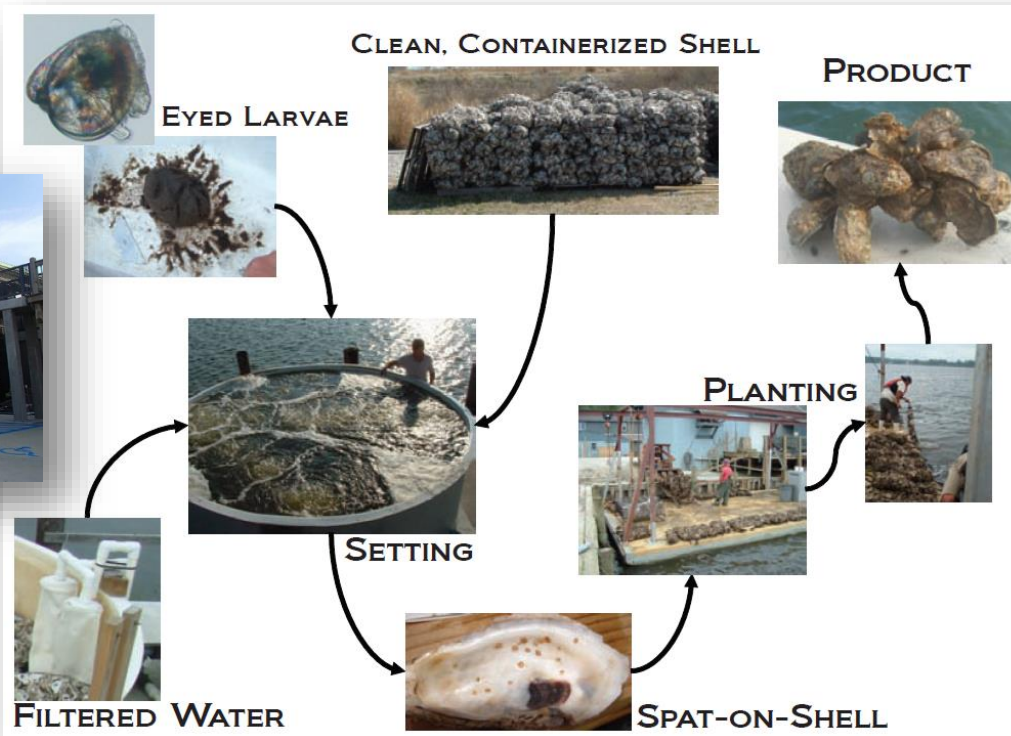 CLEAN, CONTAINERIZED SHELL
PRODUCT
EYED LARVAE
PLANTING
SETTING
FILTERED WATER
SPAT-ON-SHELL